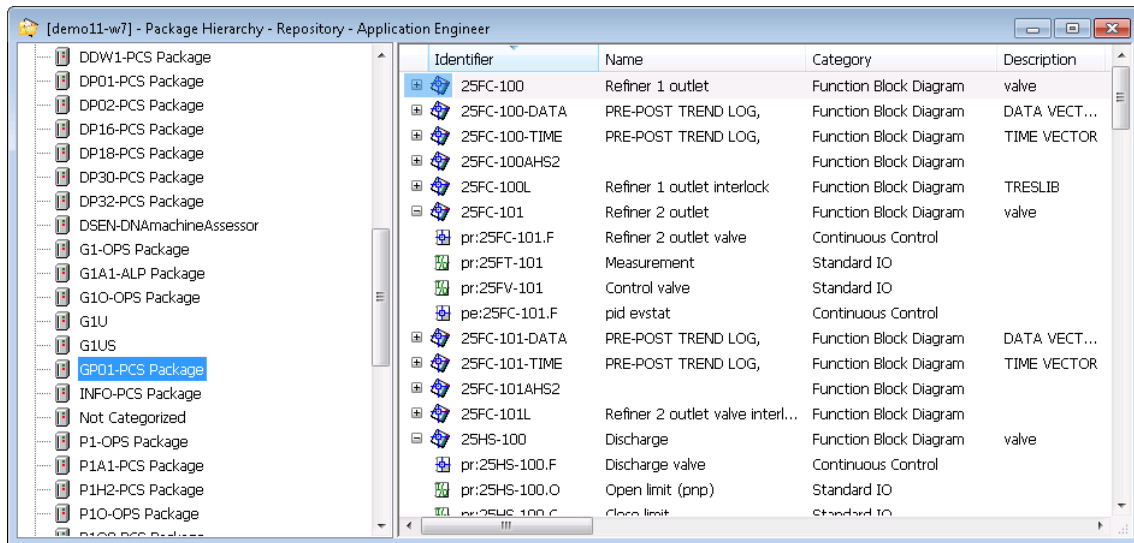 [demo11-w7] - Package Hierarchy - Repository - Application Engineer
DDW1-PCS Package
DP01-PCS Package
DP02-PCS Package
DP16-PCS Package
DP18-PCS Package
DP30-PCS Package
DP32-PCS Package
DSEN-DNAmachineAssessor
G1-OPS Package
G1A1-ALP Package
G1O-OPS Package
G1U
G1US
GP01-PCS Package
INFO-PCS Package
Not Categorized
P1-OPS Package
P1A1-PCS Package
P1H2-PCS Package
P1O-OPS Package
Identifier Name Category Description
25FC-100 Refiner 1 outlet Function Block Diagram valve
25FC-100-DATA PRE-POST TREND LOG, Function Block Diagram DATA VECT...
25FC-100-TIME PRE-POST TREND LOG, Function Block Diagram TIME VECTOR
25FC-100AHS2 Function Block Diagram
25FC-100L Refiner 1 outlet interlock Function Block Diagram TRESLIB
25FC-101 Refiner 2 outlet Function Block Diagram valve
pr:25FC-101.F Refiner 2 outlet valve Continuous Control
pr:25FT-101 Measurement Standard IO
pr:25FV-101 Control valve Standard IO
pe:25FC-101.F pid evstat Continuous Control
25FC-101-DATA PRE-POST TREND LOG, Function Block Diagram DATA VECT...
25FC-101-TIME PRE-POST TREND LOG, Function Block Diagram TIME VECTOR
25FC-101AHS2 Function Block Diagram
25FC-101L Refiner 2 outlet valve interl... Function Block Diagram
25HS-100 Discharge Function Block Diagram valve
pr:25HS-100.F Discharge valve Continuous Control
pr:25HS-100.O Open limit (pnp) Standard IO
pr:25HS-100.C Close limit Standard IO